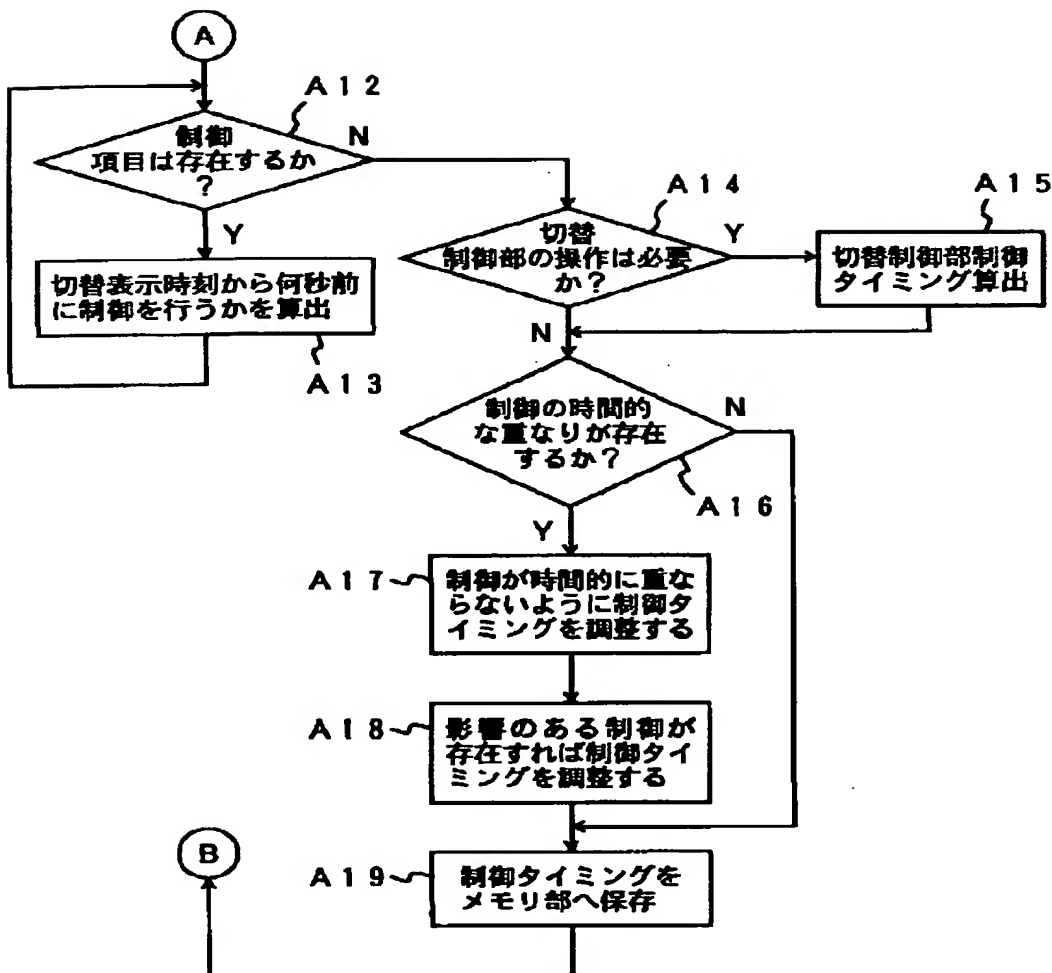 A
A12
制御
項目は存在するか
?
N
Y
切替表示時刻から何秒前
に制御を行うかを算出
A13
A14
切替
制御部の操作は必要
か?
Y
N
A15
切替制御部制御
タイミング算出
制御の時間的
な重なりが存在
するか?
N
A16
Y
A17
制御が時間的に重な
らないように制御タ
イミングを調整する
A18
影響のある制御が
存在すれば制御タイ
ミングを調整する
B
A19
制御タイミングを
メモリ部へ保存